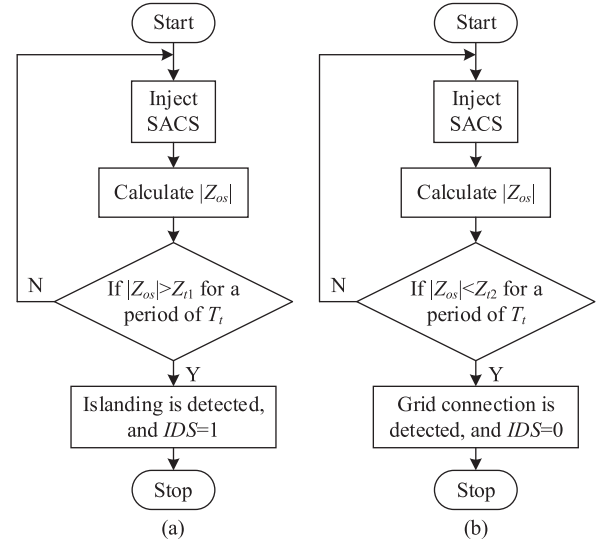 Start
Inject
SACS
Calculate |Zos|
If |Zos|>Zt1 for a
period of Tt
N
Y
Islanding is detected,
and IDS=1
Stop
(a)
Start
Inject
SACS
Calculate |Zos|
If |Zos|<Zt2 for a
period of Tt
N
Y
Grid connection is
detected, and IDS=0
Stop
(b)